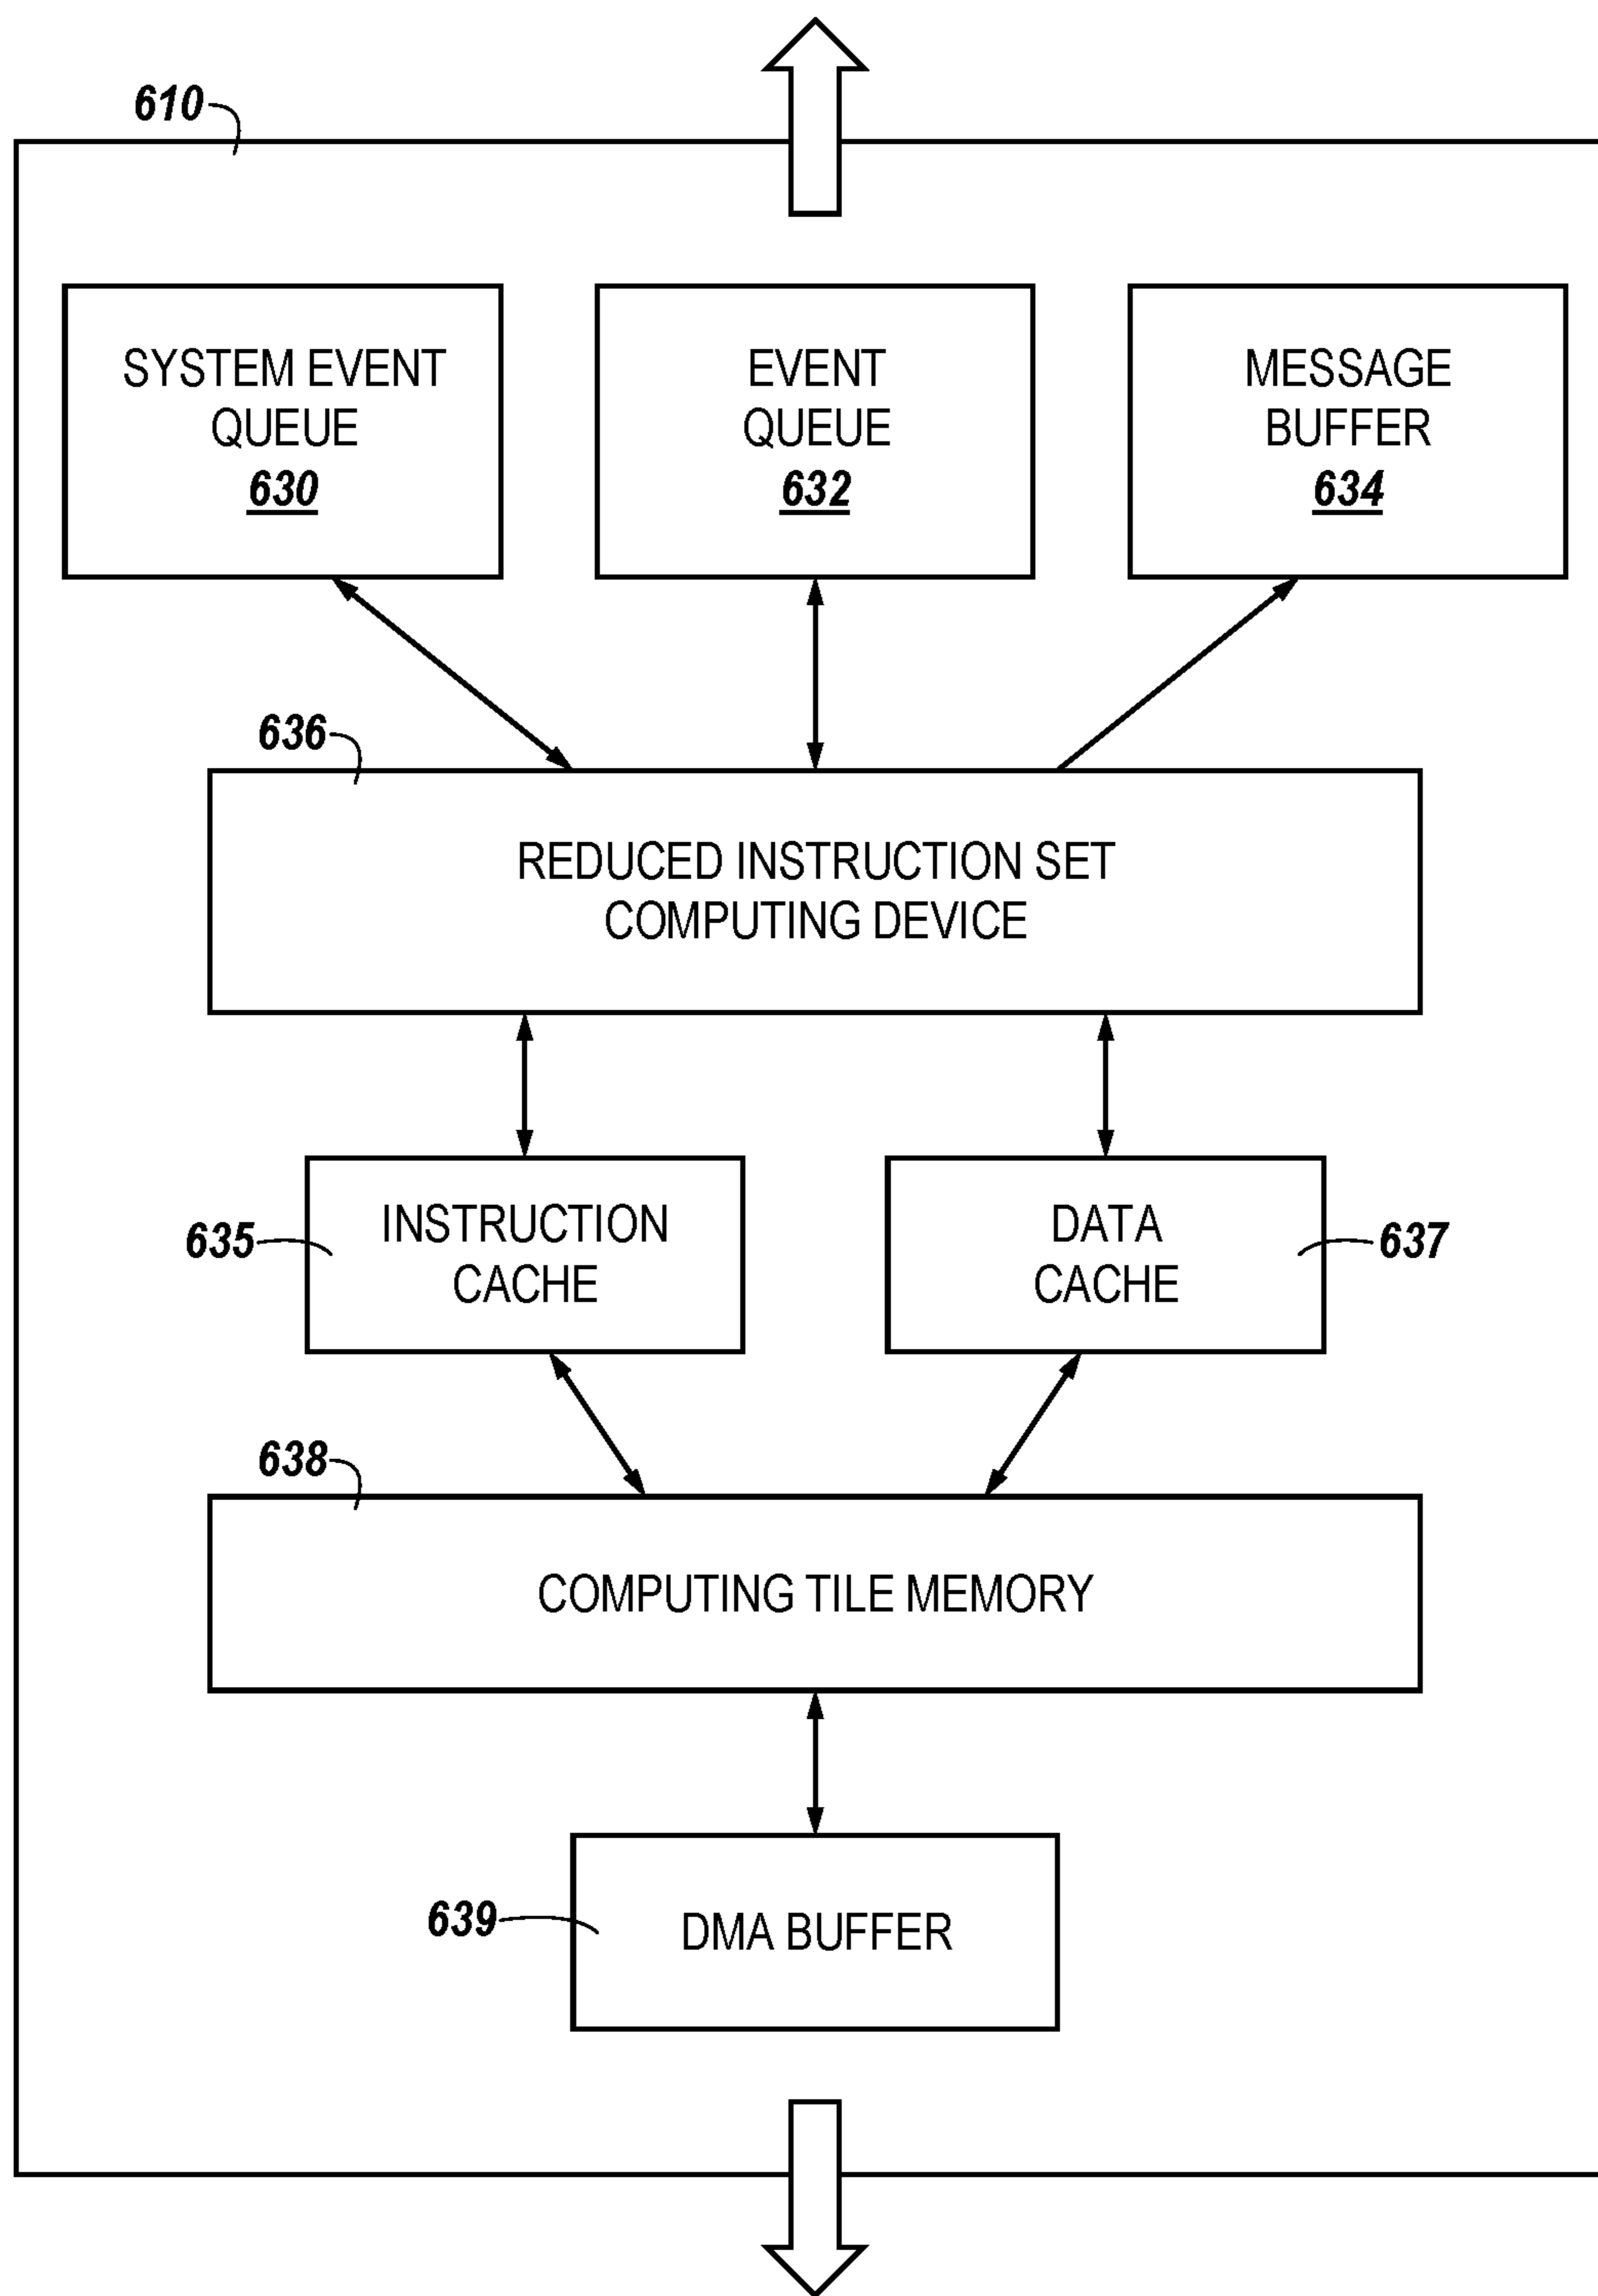 610
SYSTEM EVENT
QUEUE
630
EVENT
QUEUE
632
MESSAGE
BUFFER
634
636
REDUCED INSTRUCTION SET
COMPUTING DEVICE
635
INSTRUCTION
CACHE
DATA
CACHE
637
638
COMPUTING TILE MEMORY
639
DMA BUFFER